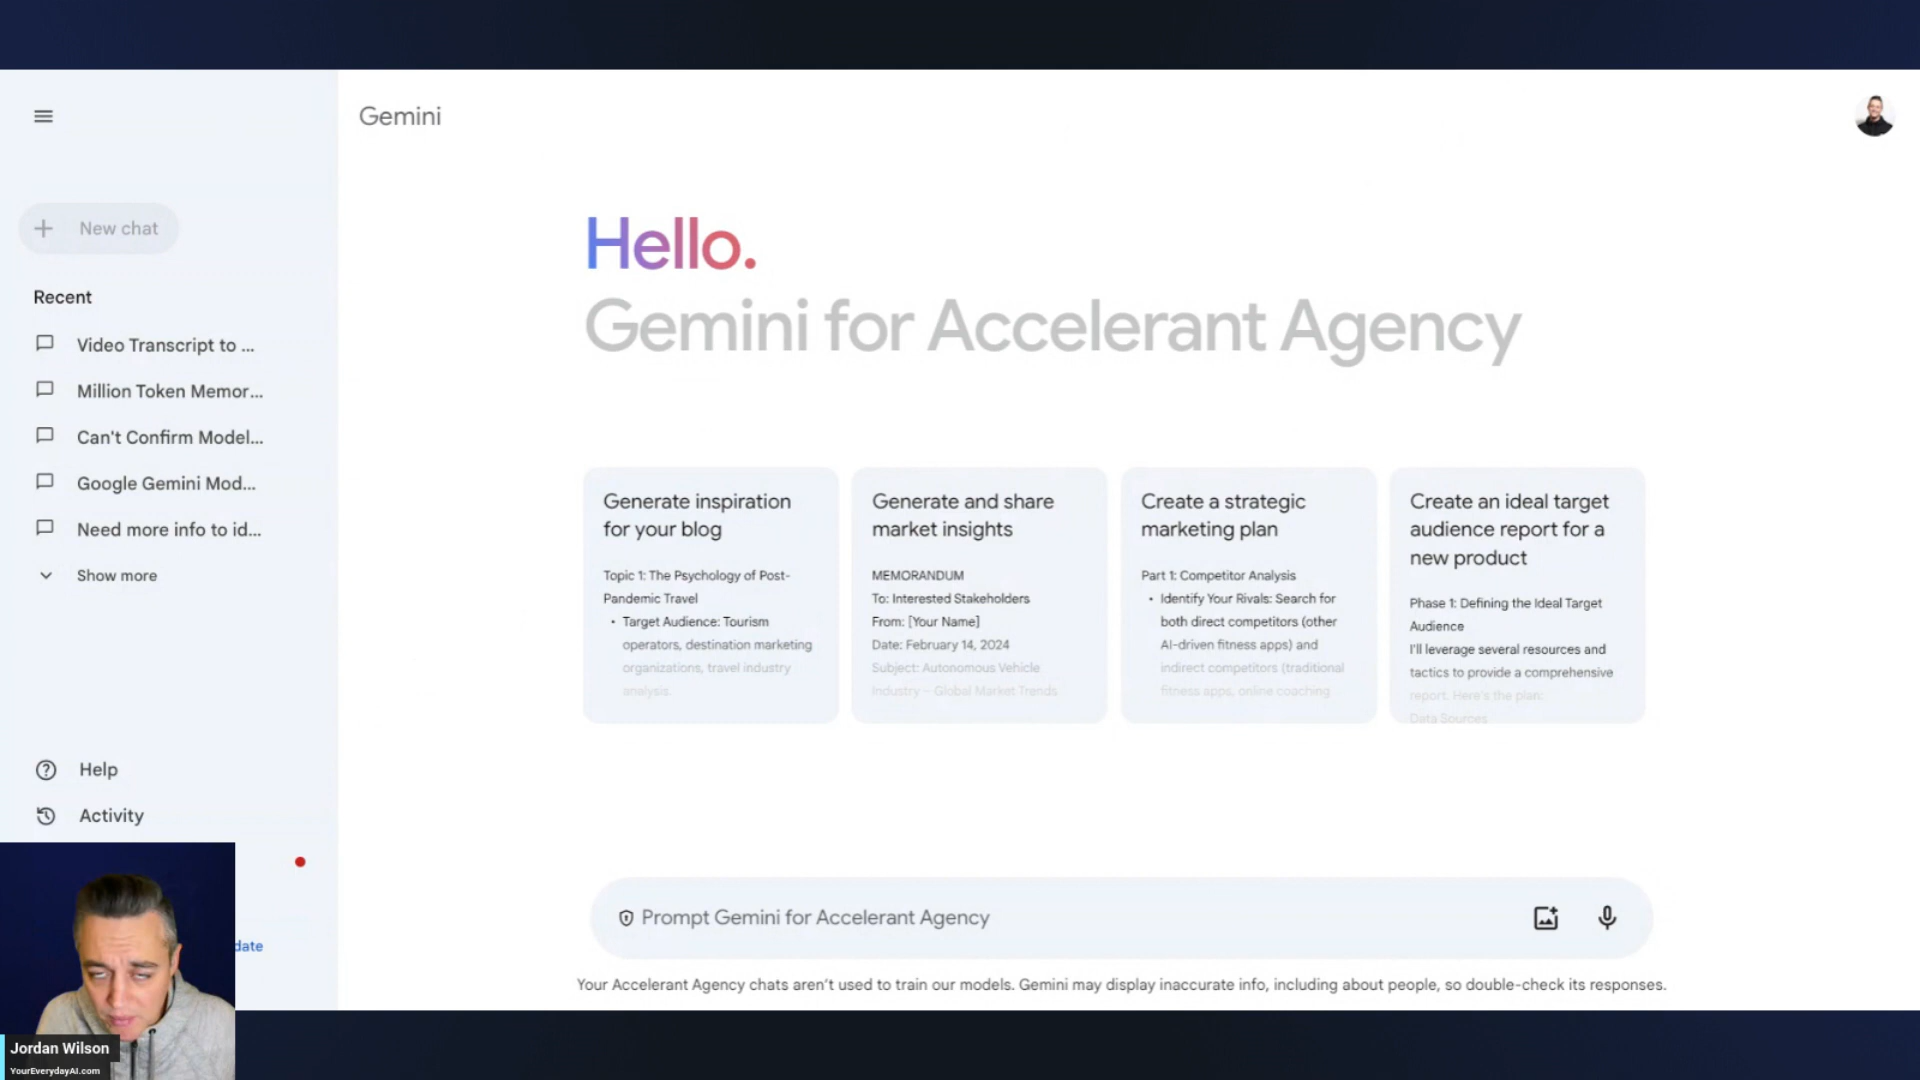 Gemini
New chat
Recent
Video Transcript to ...
Million Token Memor...
Can't Confirm Model...
Google Gemini Mod...
Need more info to id...
Show more
Help
Activity
date
Hello.
Gemini for Accelerant Agency
Generate inspiration
for your blog
Topic 1: The Psychology of Post-
Pandemic Travel
• Target Audience: Tourism
operators, destination marketing
organizations, travel industry
analysis.
Generate and share
market insights
MEMORANDUM
To: Interested Stakeholders
From: [Your Name]
Date: February 14, 2024
Subject: Autonomous Vehicle
Industry – Global Market Trends
Create a strategic
marketing plan
Part 1: Competitor Analysis
• Identify Your Rivals: Search for
both direct competitors (other
AI-driven fitness apps) and
indirect competitors (traditional
fitness apps, online coaching
Create an ideal target
audience report for a
new product
Phase 1: Defining the Ideal Target
Audience
I'll leverage several resources and
tactics to provide a comprehensive
report. Here's the plan:
Data Sources
Prompt Gemini for Accelerant Agency
Your Accelerant Agency chats aren't used to train our models. Gemini may display inaccurate info, including about people, so double-check its responses.
Jordan Wilson
YourEverydayAI.com